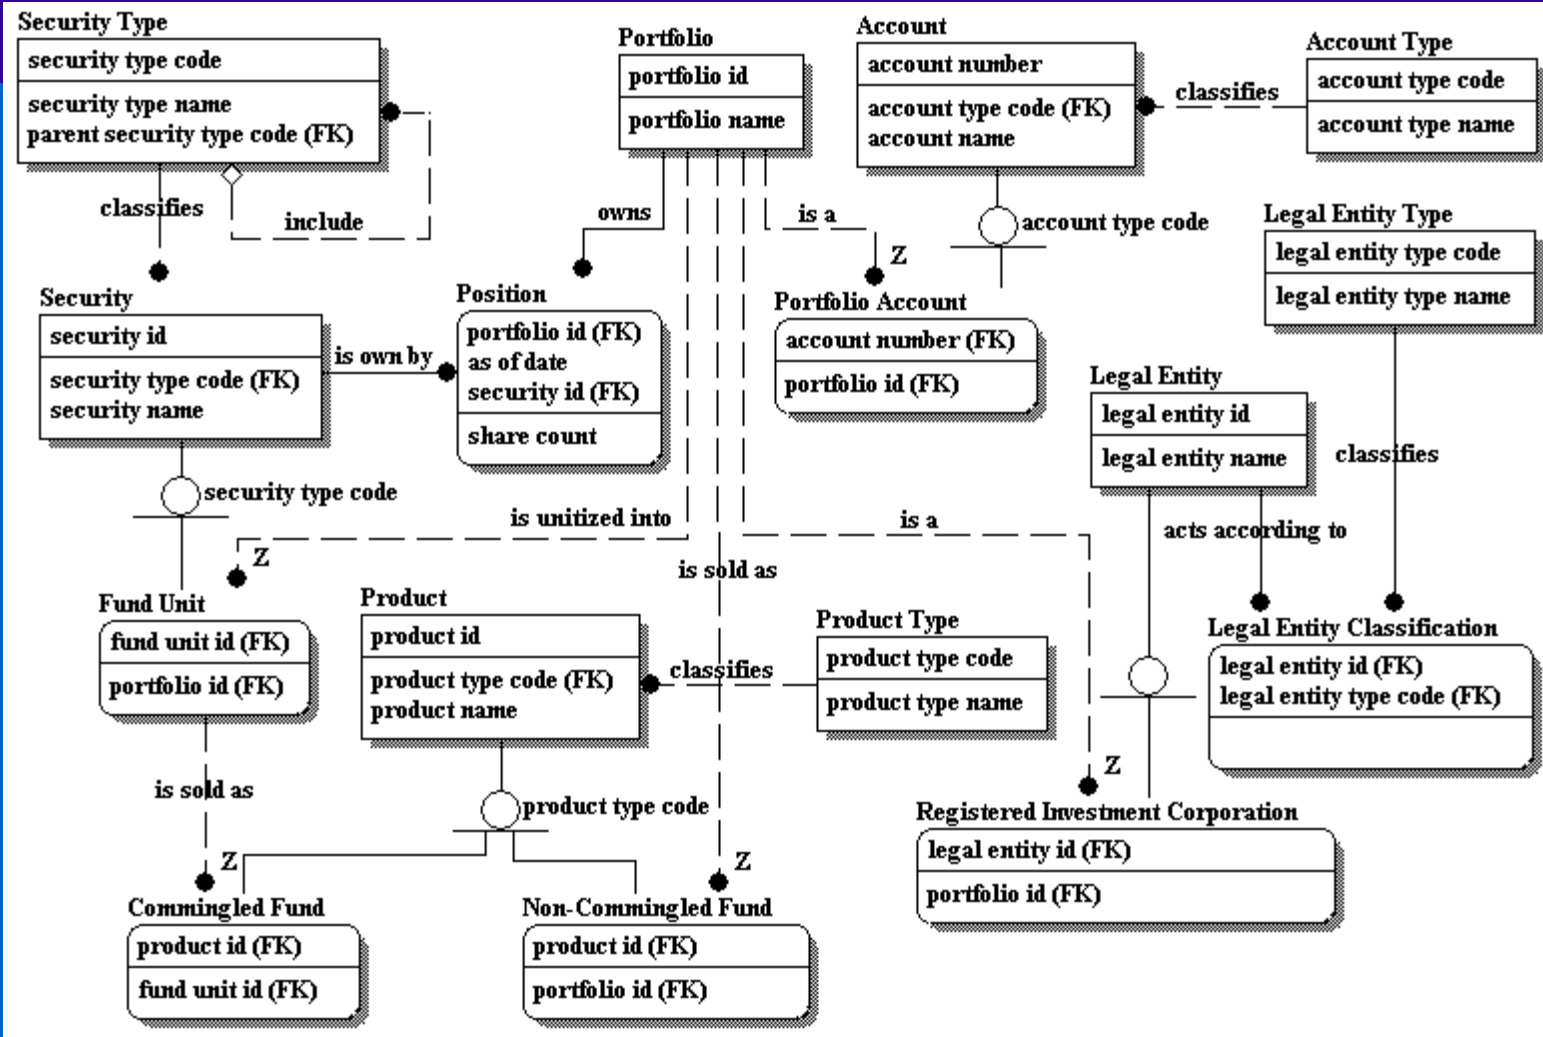 Security Type
security type code
security type name
parent security type code (FK)
classifies
include
Portfolio
portfolio id
portfolio name
owns
is a
Z
Account
account number
account type code (FK)
account name
classifies
Account Type
account type code
account type name
account type code
Legal Entity Type
legal entity type code
legal entity type name
Security
security id
security type code (FK)
security name
is own by
Position
portfolio id (FK)
as of date
security id (FK)
share count
Portfolio Account
account number (FK)
portfolio id (FK)
Legal Entity
legal entity id
legal entity name
classifies
security type code
is unitized into
Z
is a
acts according to
is sold as
Fund Unit
fund unit id (FK)
portfolio id (FK)
Product
product id
product type code (FK)
product name
classifies
Product Type
product type code
product type name
Legal Entity Classification
legal entity id (FK)
legal entity type code (FK)
is sold as
Z
product type code
Z
Z
Registered Investment Corporation
legal entity id (FK)
portfolio id (FK)
Commingled Fund
product id (FK)
fund unit id (FK)
Non-Commingled Fund
product id (FK)
portfolio id (FK)